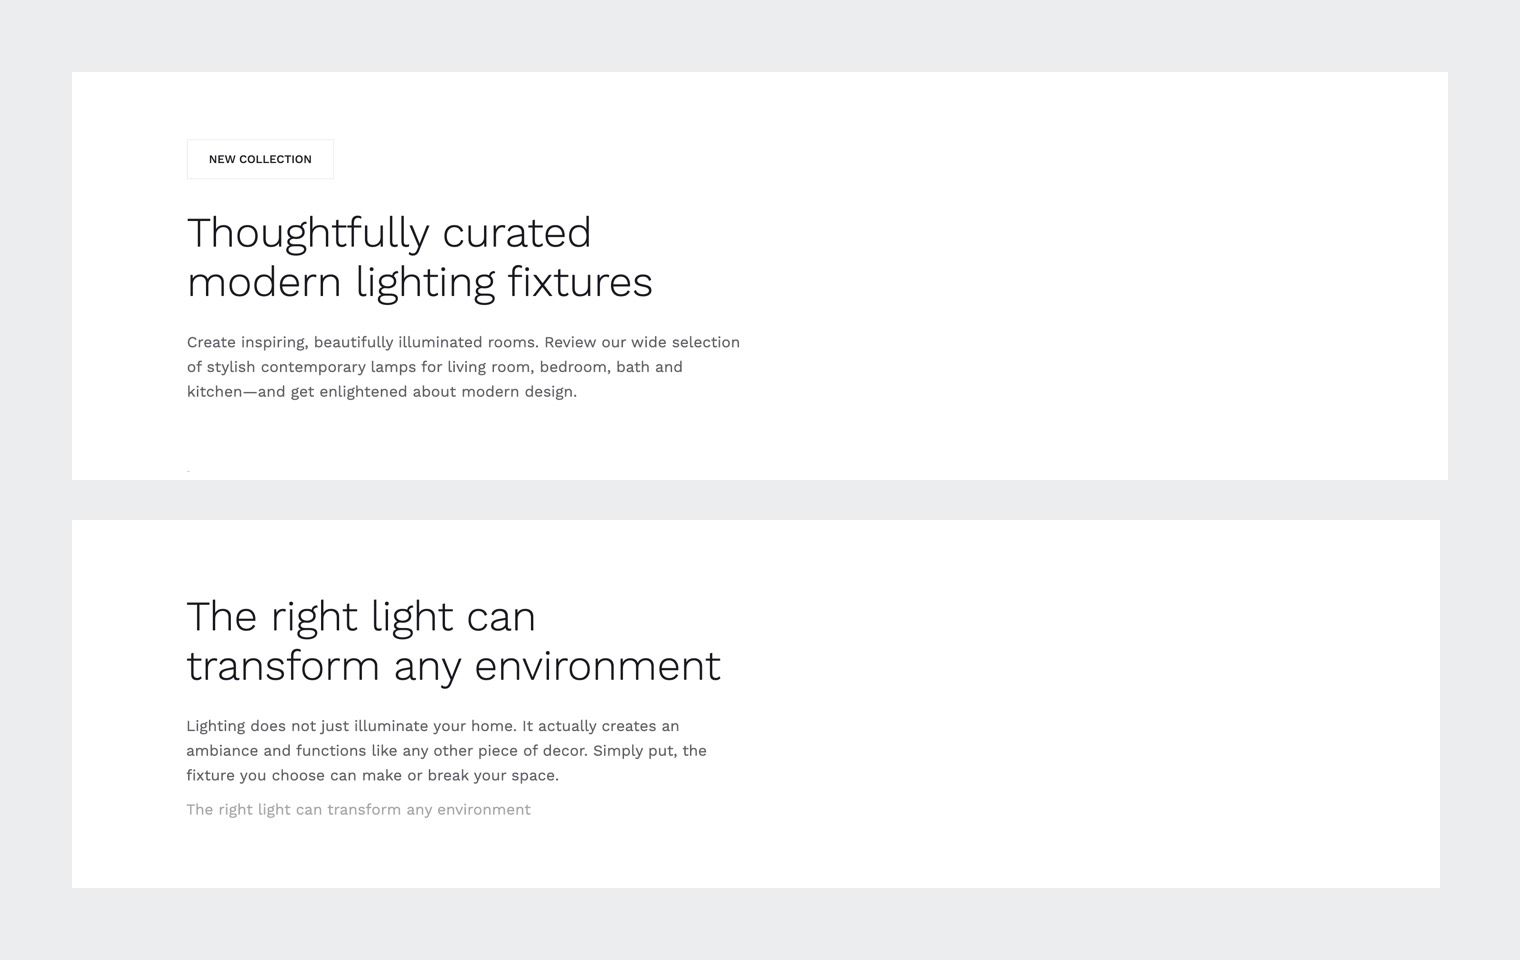 NEW COLLECTION
Thoughtfully curated
modern lighting fixtures
Create inspiring, beautifully illuminated rooms. Review our wide selection
of stylish contemporary lamps for living room, bedroom, bath and
kitchen—and get enlightened about modern design.
The right light can
transform any environment
Lighting does not just illuminate your home. It actually creates an
ambiance and functions like any other piece of decor. Simply put, the
fixture you choose can make or break your space.
The right light can transform any environment